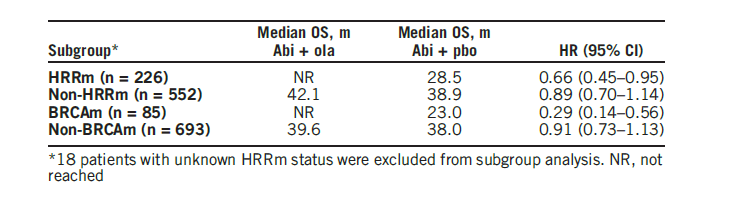 Subgroup* Median OS, m Abi + ola Median OS, m Abi + pbo HR (95% CI)
HRRm (n = 226) NR 28.5 0.66 (0.45–0.95)
Non-HRRm (n = 552) 42.1 38.9 0.89 (0.70–1.14)
BRCAm (n = 85) NR 23.0 0.29 (0.14–0.56)
Non-BRCAm (n = 693) 39.6 38.0 0.91 (0.73–1.13)
*18 patients with unknown HRRm status were excluded from subgroup analysis. NR, not
reached